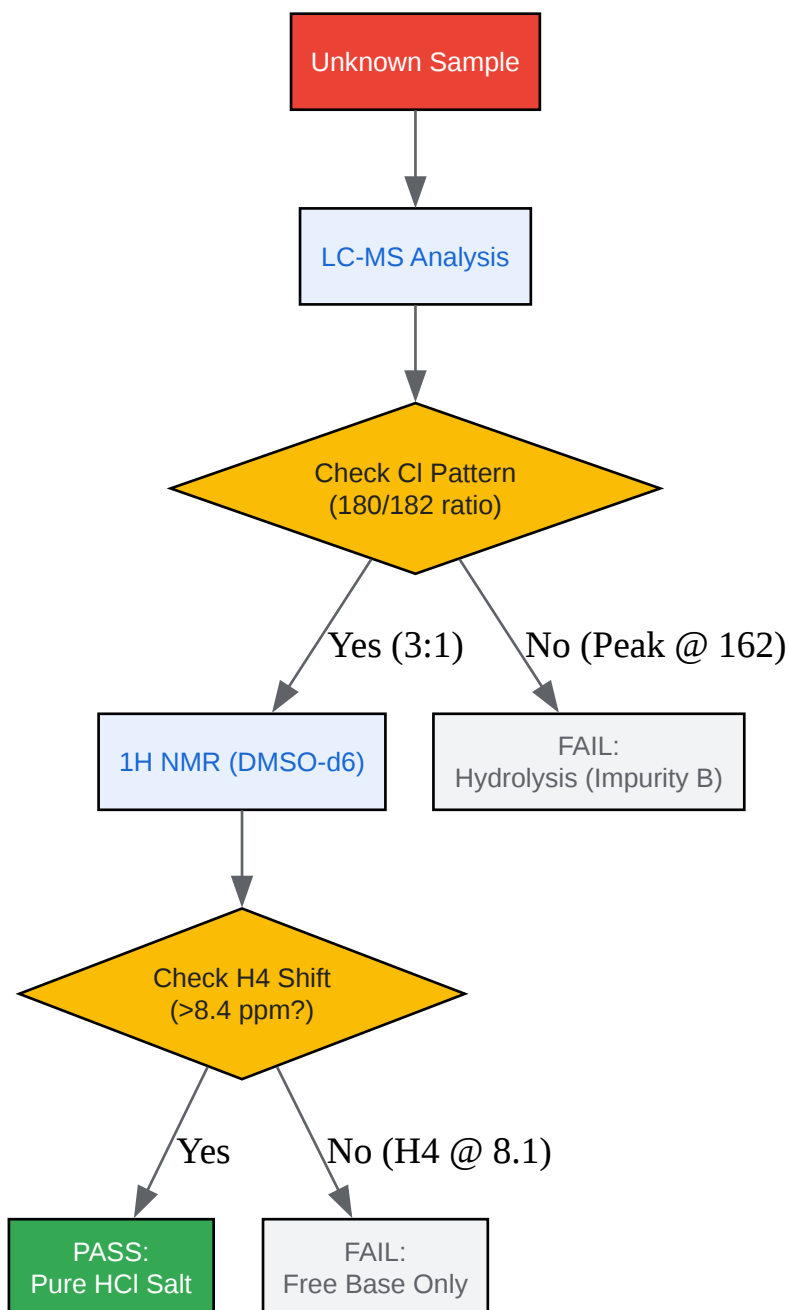 Unknown Sample
LC-MS Analysis
Check Cl Pattern
(180/182 ratio)
Yes (3:1)
No (Peak @ 162)
1H NMR (DMSO-d6)
FAIL:
Hydrolysis (Impurity B)
Check H4 Shift
(>8.4 ppm?)
Yes
No (H4 @ 8.1)
PASS:
Pure HCl Salt
FAIL:
Free Base Only